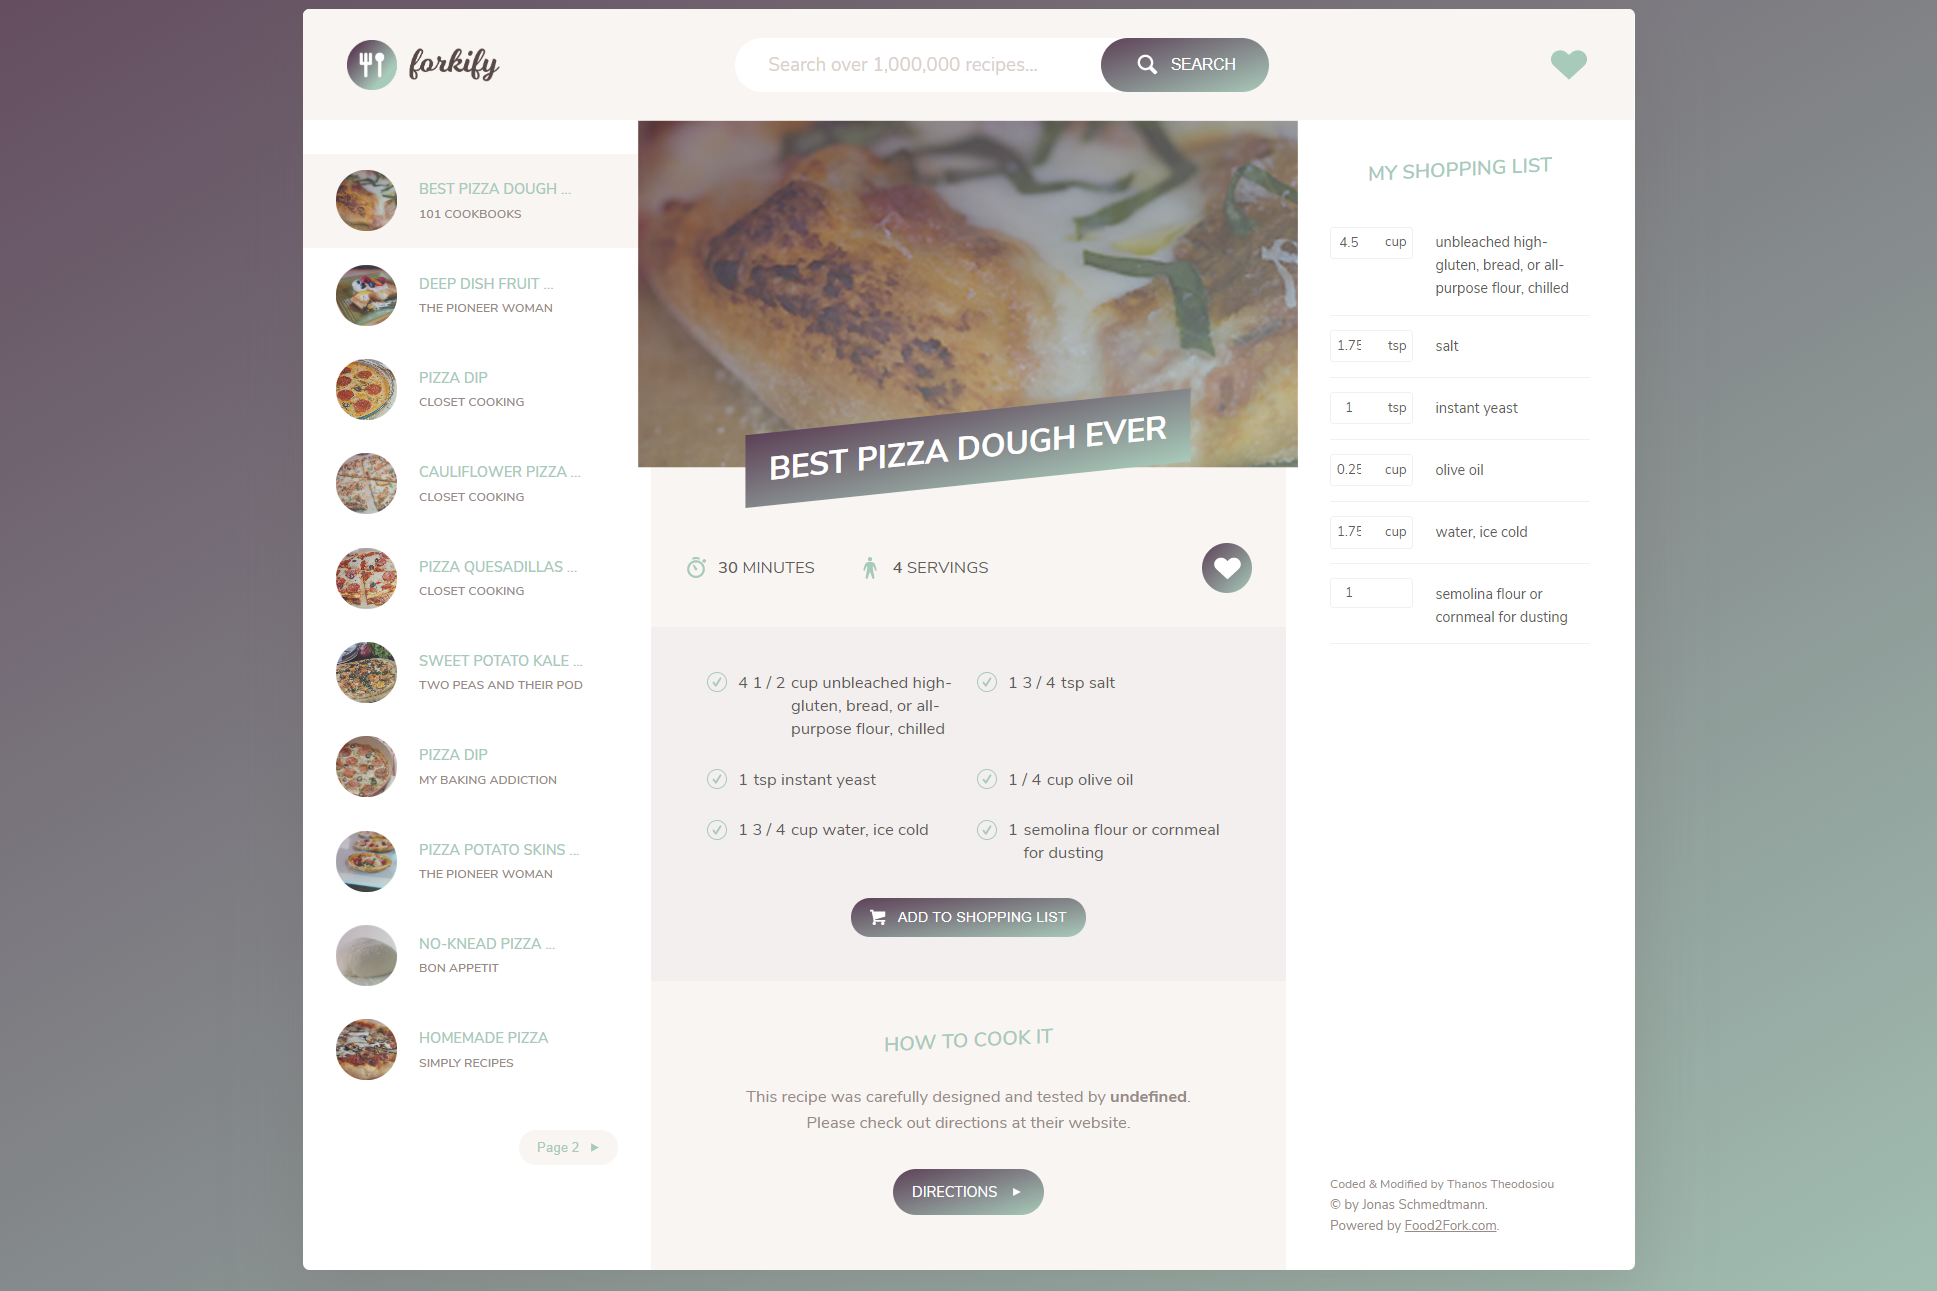 forkify
Search over 1,000,000 recipes...
SEARCH
BEST PIZZA DOUGH ...
101 COOKBOOKS
DEEP DISH FRUIT ...
THE PIONEER WOMAN
PIZZA DIP
CLOSET COOKING
CAULIFLOWER PIZZA ...
CLOSET COOKING
PIZZA QUESADILLAS ...
CLOSET COOKING
SWEET POTATO KALE ...
TWO PEAS AND THEIR POD
PIZZA DIP
MY BAKING ADDICTION
PIZZA POTATO SKINS ...
THE PIONEER WOMAN
NO-KNEAD PIZZA ...
BON APPETIT
HOMEMADE PIZZA
SIMPLY RECIPES
Page 2
BEST PIZZA DOUGH EVER
30 MINUTES
4 SERVINGS
4 1 / 2 cup unbleached high-
gluten, bread, or all-
purpose flour, chilled
1 3 / 4 tsp salt
1 tsp instant yeast
1 / 4 cup olive oil
1 3 / 4 cup water, ice cold
1 semolina flour or cornmeal
for dusting
ADD TO SHOPPING LIST
HOW TO COOK IT
This recipe was carefully designed and tested by undefined.
Please check out directions at their website.
DIRECTIONS
MY SHOPPING LIST
4.5 cup unbleached high-
gluten, bread, or all-
purpose flour, chilled
1.75 tsp salt
1 tsp instant yeast
0.25 cup olive oil
1.75 cup water, ice cold
1 semolina flour or
cornmeal for dusting
Coded & Modified by Thanos Theodosiou
© by Jonas Schmedtmann.
Powered by Food2Fork.com.